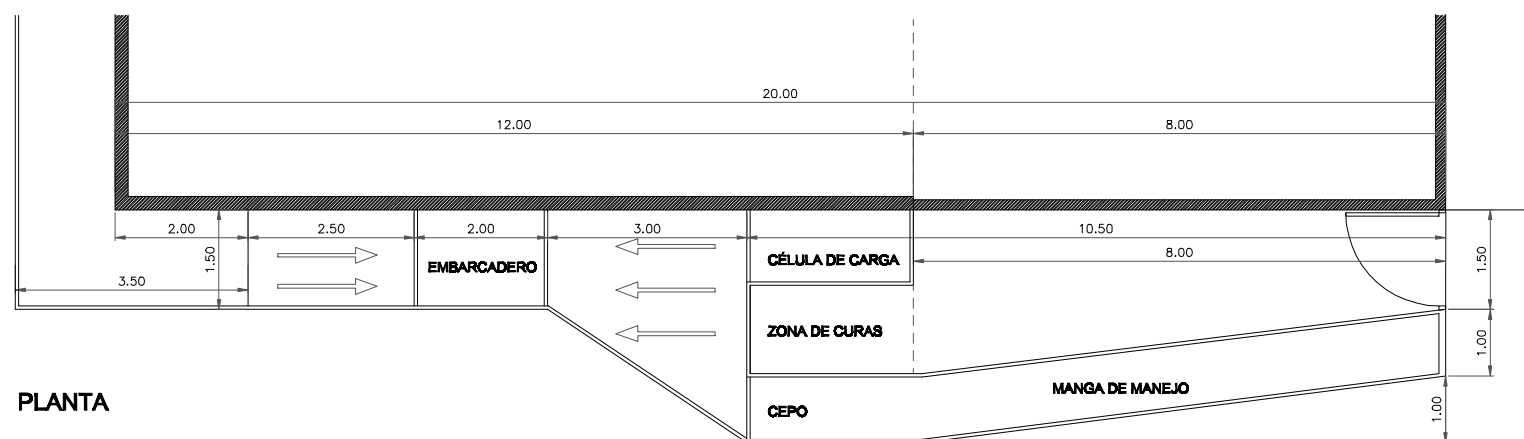 20.00
12.00
8.00
2.00
2.50
2.00
3.00
10.50
1.50
8.00
1.50
EMBARCADERO
CÉLULA DE CARGA
3.50
ZONA DE CURAS
1.00
MANGA DE MANEJO
PLANTA
CEPO
1.00